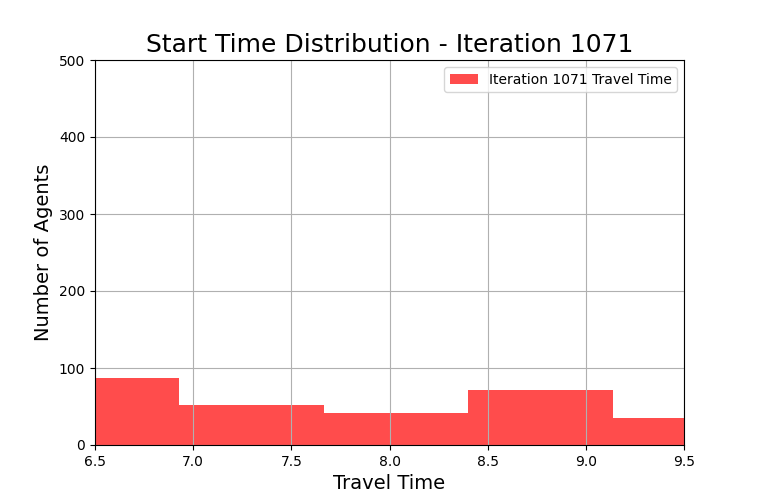 Start Time Distribution - Iteration 1071
500
Iteration 1071 Travel Time
400
300
200
100
0
Number of Agents
6.5 7.0 7.5 8.0 8.5 9.0 9.5
Travel Time